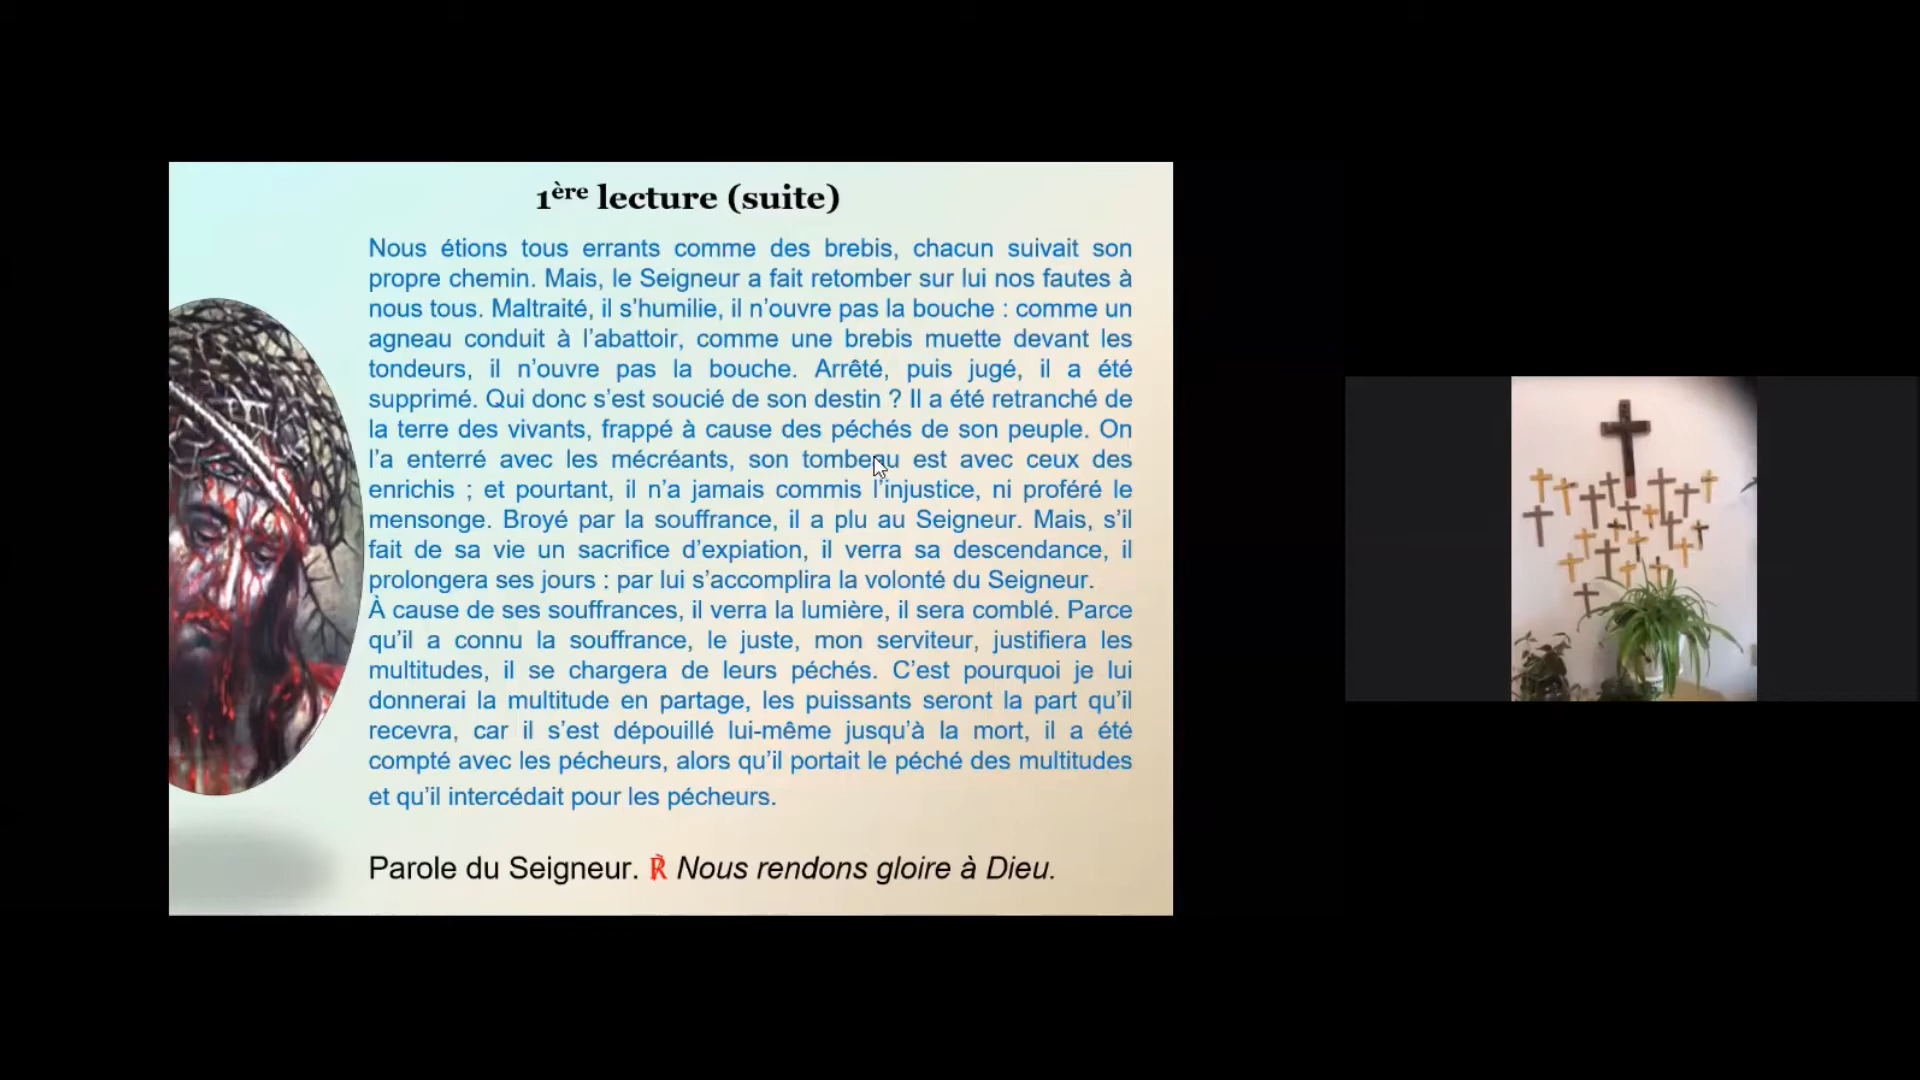 1ère lecture (suite)
Nous étions tous errants comme des brebis, chacun suivait son
propre chemin. Mais, le Seigneur a fait retomber sur lui nos fautes à
nous tous. Maltraité, il s’humilie, il n’ouvre pas la bouche : comme un
agneau conduit à l’abattoir, comme une brebis muette devant les
tondeurs, il n’ouvre pas la bouche. Arrêté, puis jugé, il a été
supprimé. Qui donc s’est soucié de son destin ? Il a été retranché de
la terre des vivants, frappé à cause des péchés de son peuple. On
l’a enterré avec les mécréants, son tombeau est avec ceux des
enrichis ; et pourtant, il n’a jamais commis l’injustice, ni proféré le
mensonge. Broyé par la souffrance, il a plu au Seigneur. Mais, s’il
fait de sa vie un sacrifice d’expiation, il verra sa descendance, il
prolongera ses jours : par lui s’accomplira la volonté du Seigneur.
À cause de ses souffrances, il verra la lumière, il sera comblé. Parce
qu’il a connu la souffrance, le juste, mon serviteur, justifiera les
multitudes, il se chargera de leurs péchés. C’est pourquoi je lui
donnerai la multitude en partage, les puissants seront la part qu’il
recevra, car il s’est dépouillé lui-même jusqu’à la mort, il a été
compté avec les pécheurs, alors qu’il portait le péché des multitudes
et qu’il intercédait pour les pécheurs.
Parole du Seigneur. ℟ Nous rendons gloire à Dieu.